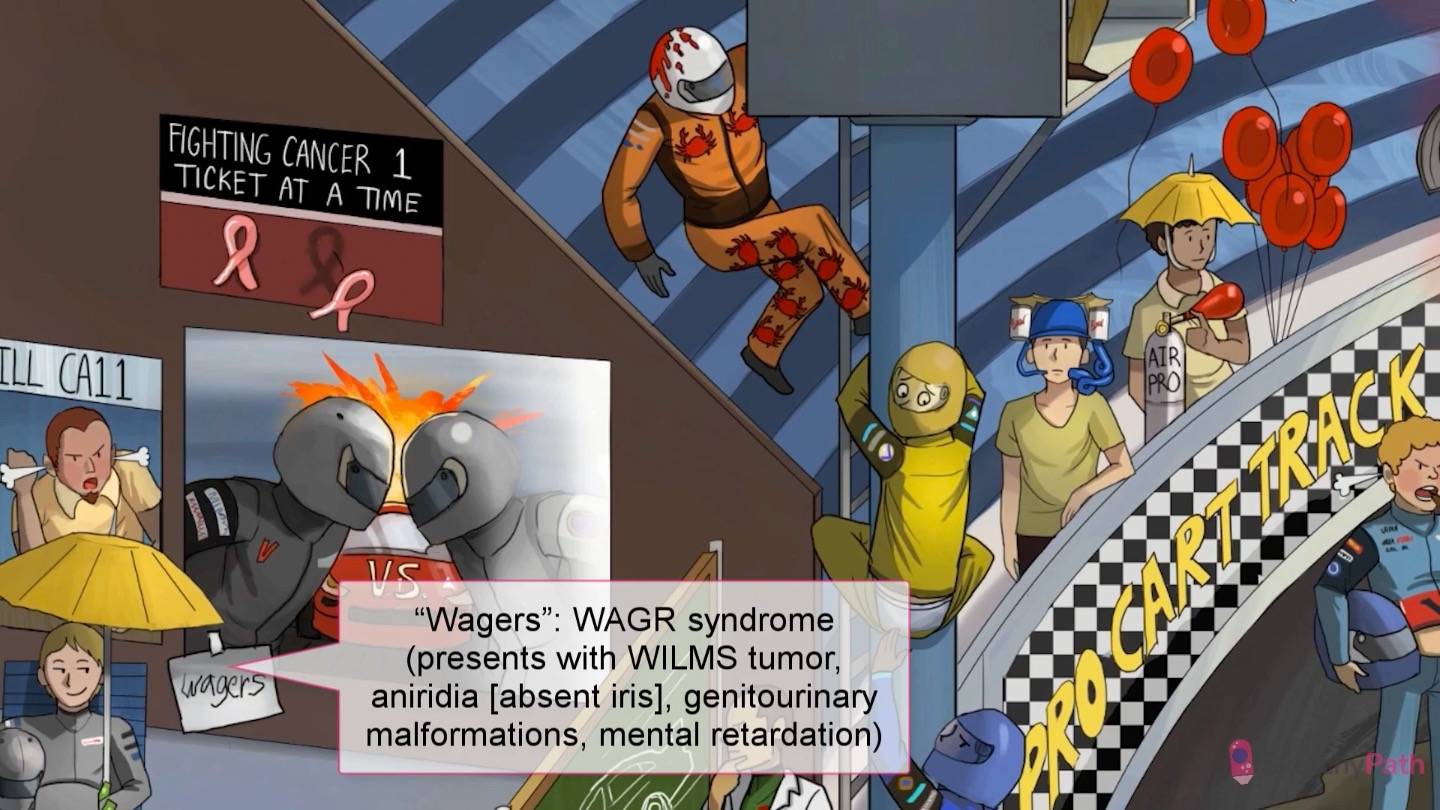 FIGHTING CANCER 1
TICKET AT A TIME
ILL CA11
V.S.
wagers
“Wagers”: WAGR syndrome
(presents with WILMS tumor,
aniridia [absent iris], genitourinary
malformations, mental retardation)
AIR
PRO
PRO CART TRACK
Path